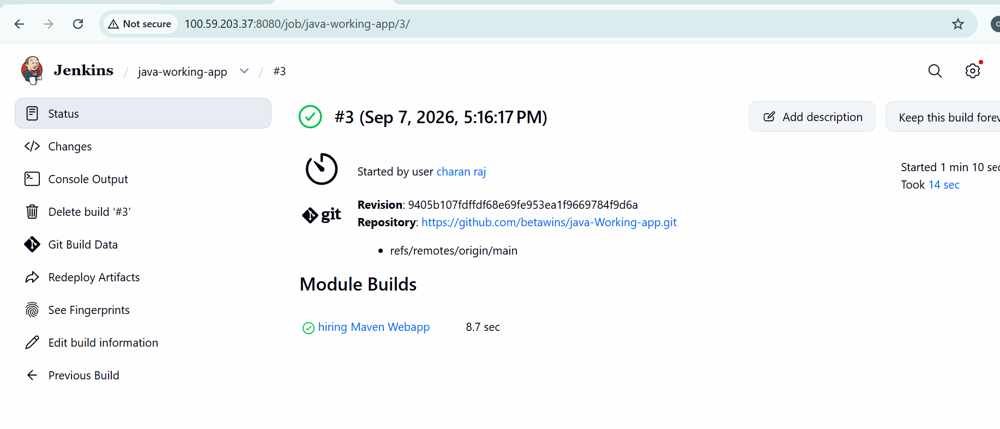 Not secure 100.59.203.37:8080/job/java-working-app/3/
Jenkins / java-working-app / #3
Status
#3 (Sep 7, 2026, 5:16:17 PM)
Add description
Keep this build
Changes
Console Output
Delete build ‘#3’
Git Build Data
Redeploy Artifacts
See Fingerprints
Edit build information
Previous Build
Started by user charan raj
Started 1 min 10
Took 14 sec
git
Revision: 9405b107fdffdf68e69fe953ea1f9669784f9d6a
Repository: https://github.com/betawins/java-Working-app.git
refs/remotes/origin/main
Module Builds
hiring Maven Webapp 8.7 sec